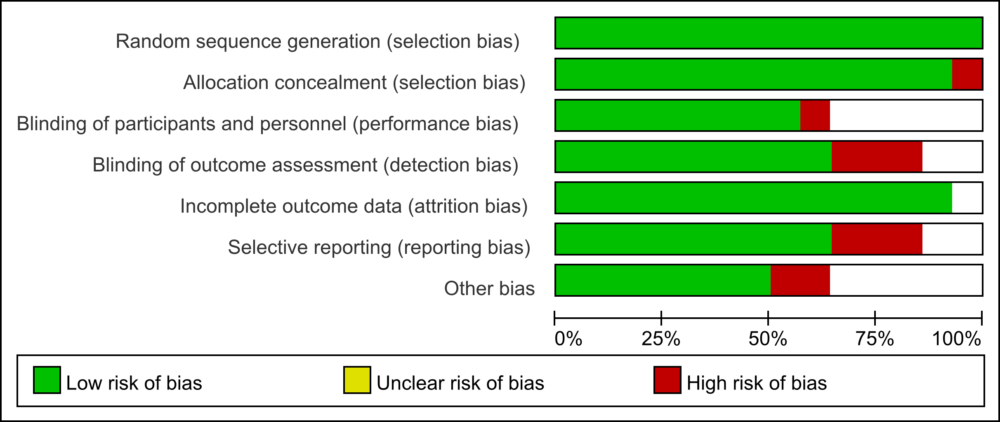 Random sequence generation (selection bias)
Allocation concealment (selection bias)
Blinding of participants and personnel (performance bias)
Blinding of outcome assessment (detection bias)
Incomplete outcome data (attrition bias)
Selective reporting (reporting bias)
Other bias
0% 25% 50% 75% 100%
Low risk of bias Unclear risk of bias High risk of bias